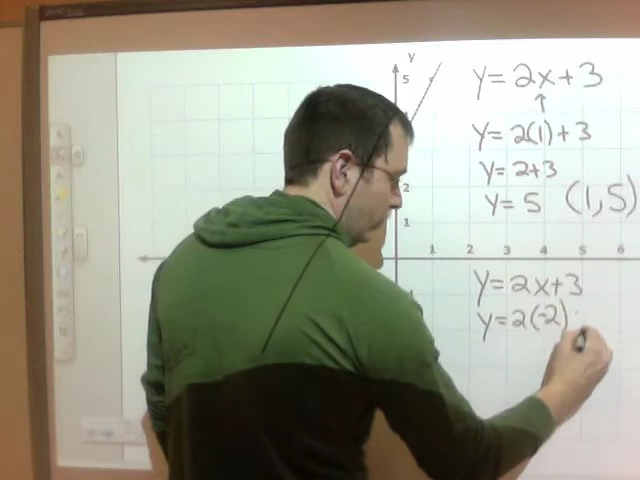 y
5
y = 2x + 3
y = 2(1) + 3
y = 2+3
2
y = 5 (1,5)
1
1 2 3 4 5 6
y = 2x+3
y = 2(-2)